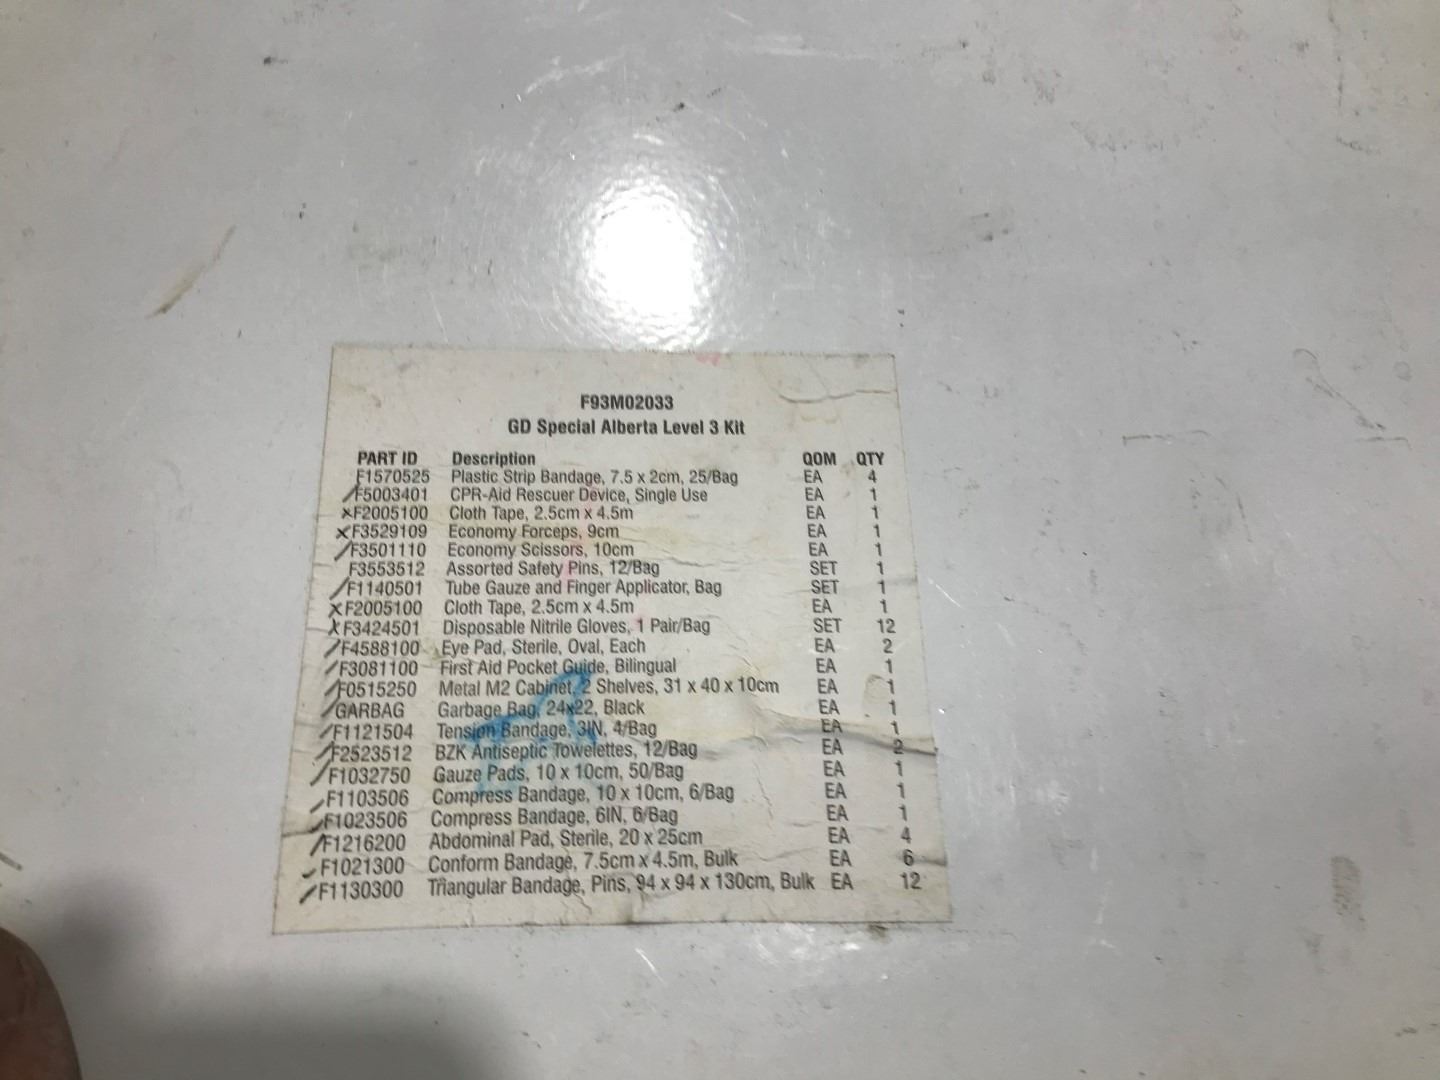 F93M02033
GD Special Alberta Level 3 Kit
PART ID Description QOM QTY
F1570525 Plastic Strip Bandage, 7.5 x 2cm, 25/Bag EA 4
F5003401 CPR-Aid Rescuer Device, Single Use EA 1
F2005100 Cloth Tape, 2.5cm x 4.5m EA 1
F3529109 Economy Forceps, 9cm EA 1
F3501110 Economy Scissors, 10cm EA 1
F3553512 Assorted Safety Pins, 12/Bag SET 1
F1140501 Tube Gauze and Finger Applicator, Bag SET 1
F2005100 Cloth Tape, 2.5cm x 4.5m EA 1
F3424501 Disposable Nitrile Gloves, 1 Pair/Bag SET 12
F4588100 Eye Pad, Sterile, Oval, Each EA 2
F3081100 First Aid Pocket Guide, Bilingual EA 1
F0515250 Metal M2 Cabinet, 2 Shelves, 31 x 40 x 10cm EA 1
GARBAG Garbage Bag, 24x22, Black EA 1
F1121504 Tension Bandage, 3IN, 4/Bag EA 1
F2523512 BZK Antiseptic Towelettes, 12/Bag EA 2
F1032750 Gauze Pads, 10 x 10cm, 50/Bag EA 1
F1103506 Compress Bandage, 10 x 10cm, 6/Bag EA 1
F1023506 Compress Bandage, 6IN, 6/Bag EA 1
F1216200 Abdominal Pad, Sterile, 20 x 25cm EA 4
F1021300 Conform Bandage, 7.5cm x 4.5m, Bulk EA 6
F1130300 Triangular Bandage, Pins, 94 x 94 x 130cm, Bulk EA 12